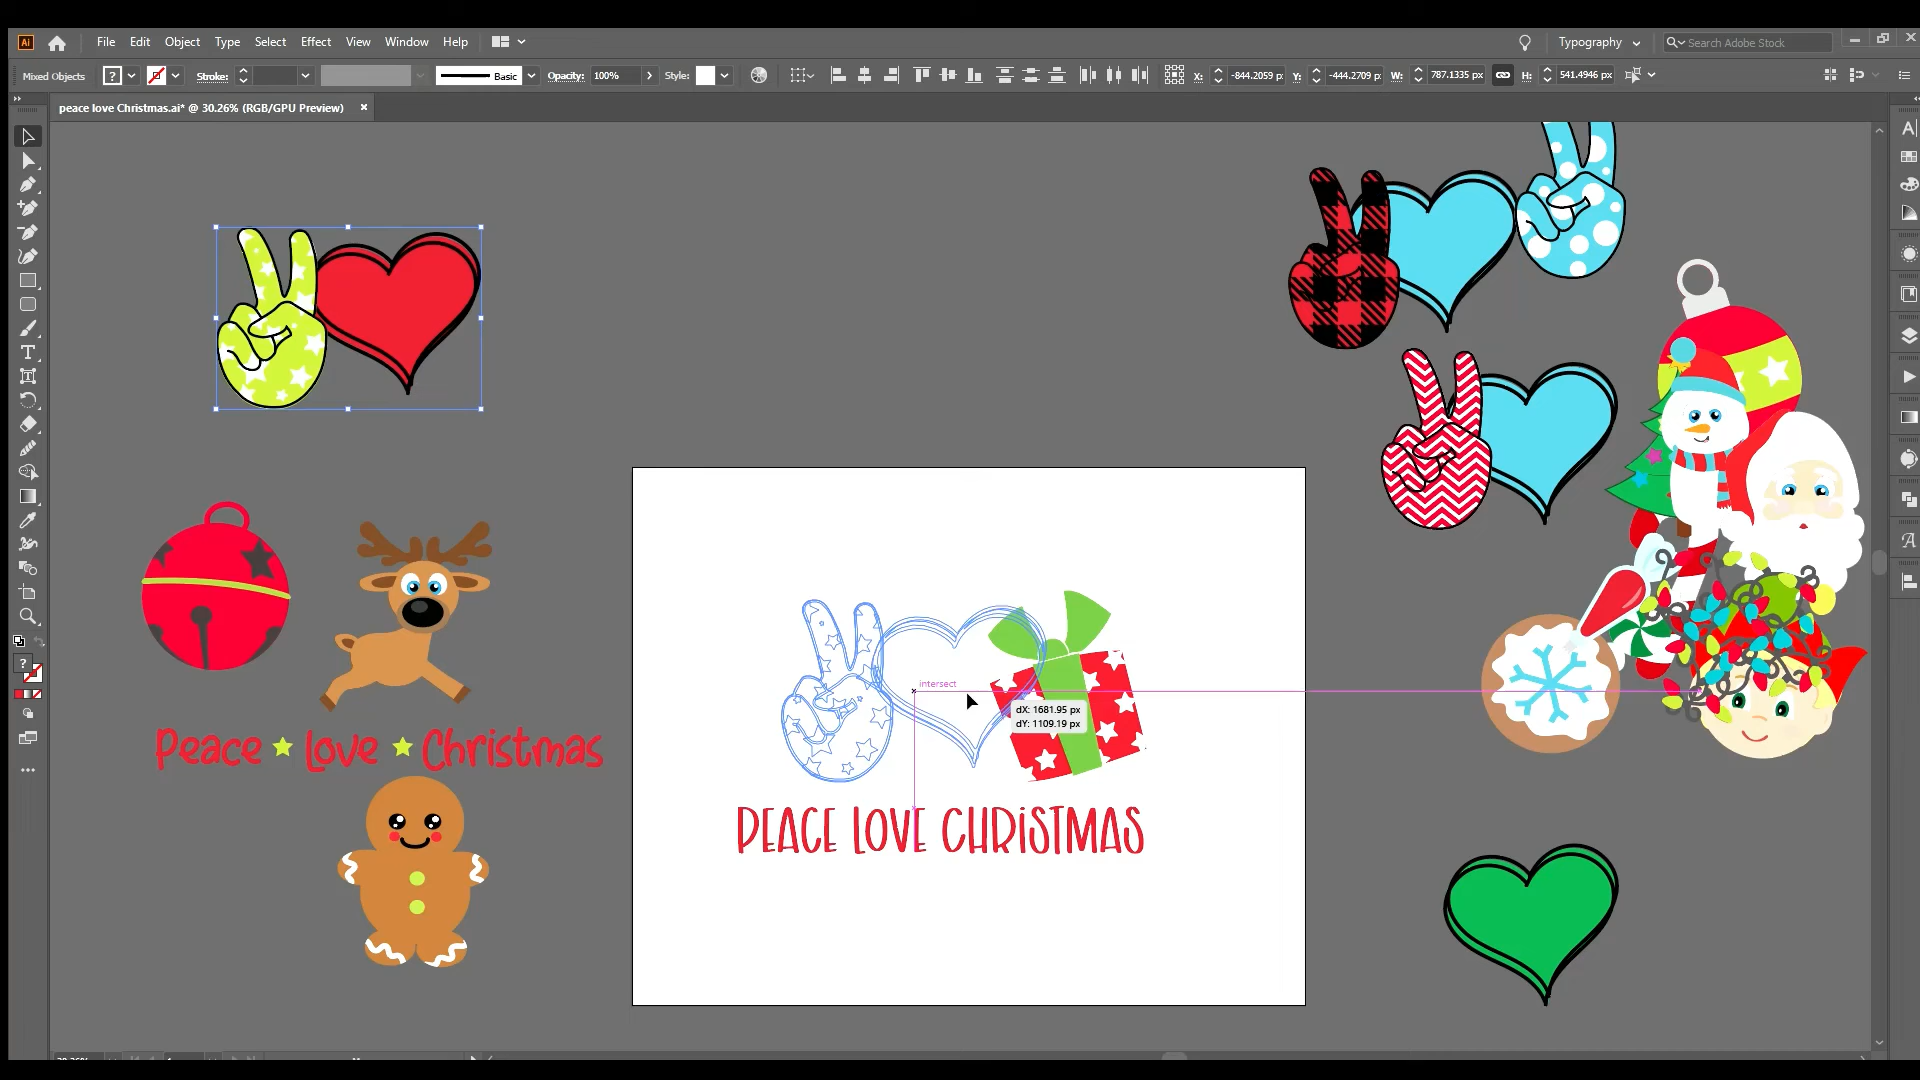 Ai File Edit Object Type Select Effect View Window Help Typography Search Adobe Stock
Mixed Objects ? Stroke: Basic Opacity: 100% Style: X: -844.2059 p Y: -444.2709 p W: 787.1335 px H: 541.4946 px
peace love Christmas.ai* @ 30.26% (RGB/GPU Preview)
intersect
dX: 1681.95 px
dY: 1109.19 px
Peace Love Christmas
PEACE LOVE CHRiSTMAS